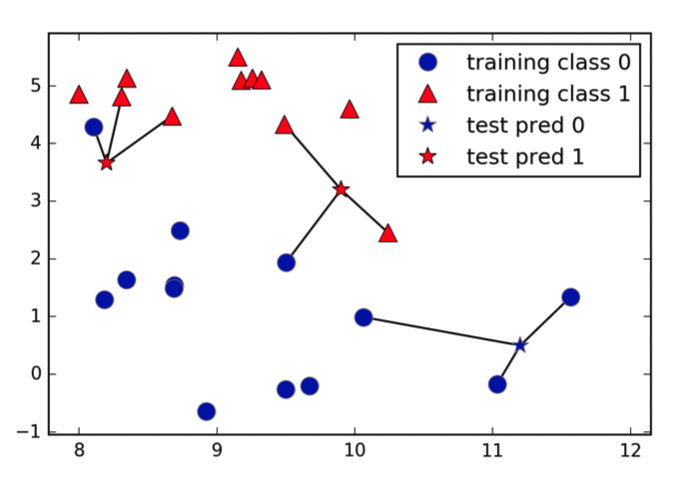 training class 0
training class 1
test pred 0
test pred 1
5
4
3
2
1
0
−1
8 9 10 11 12